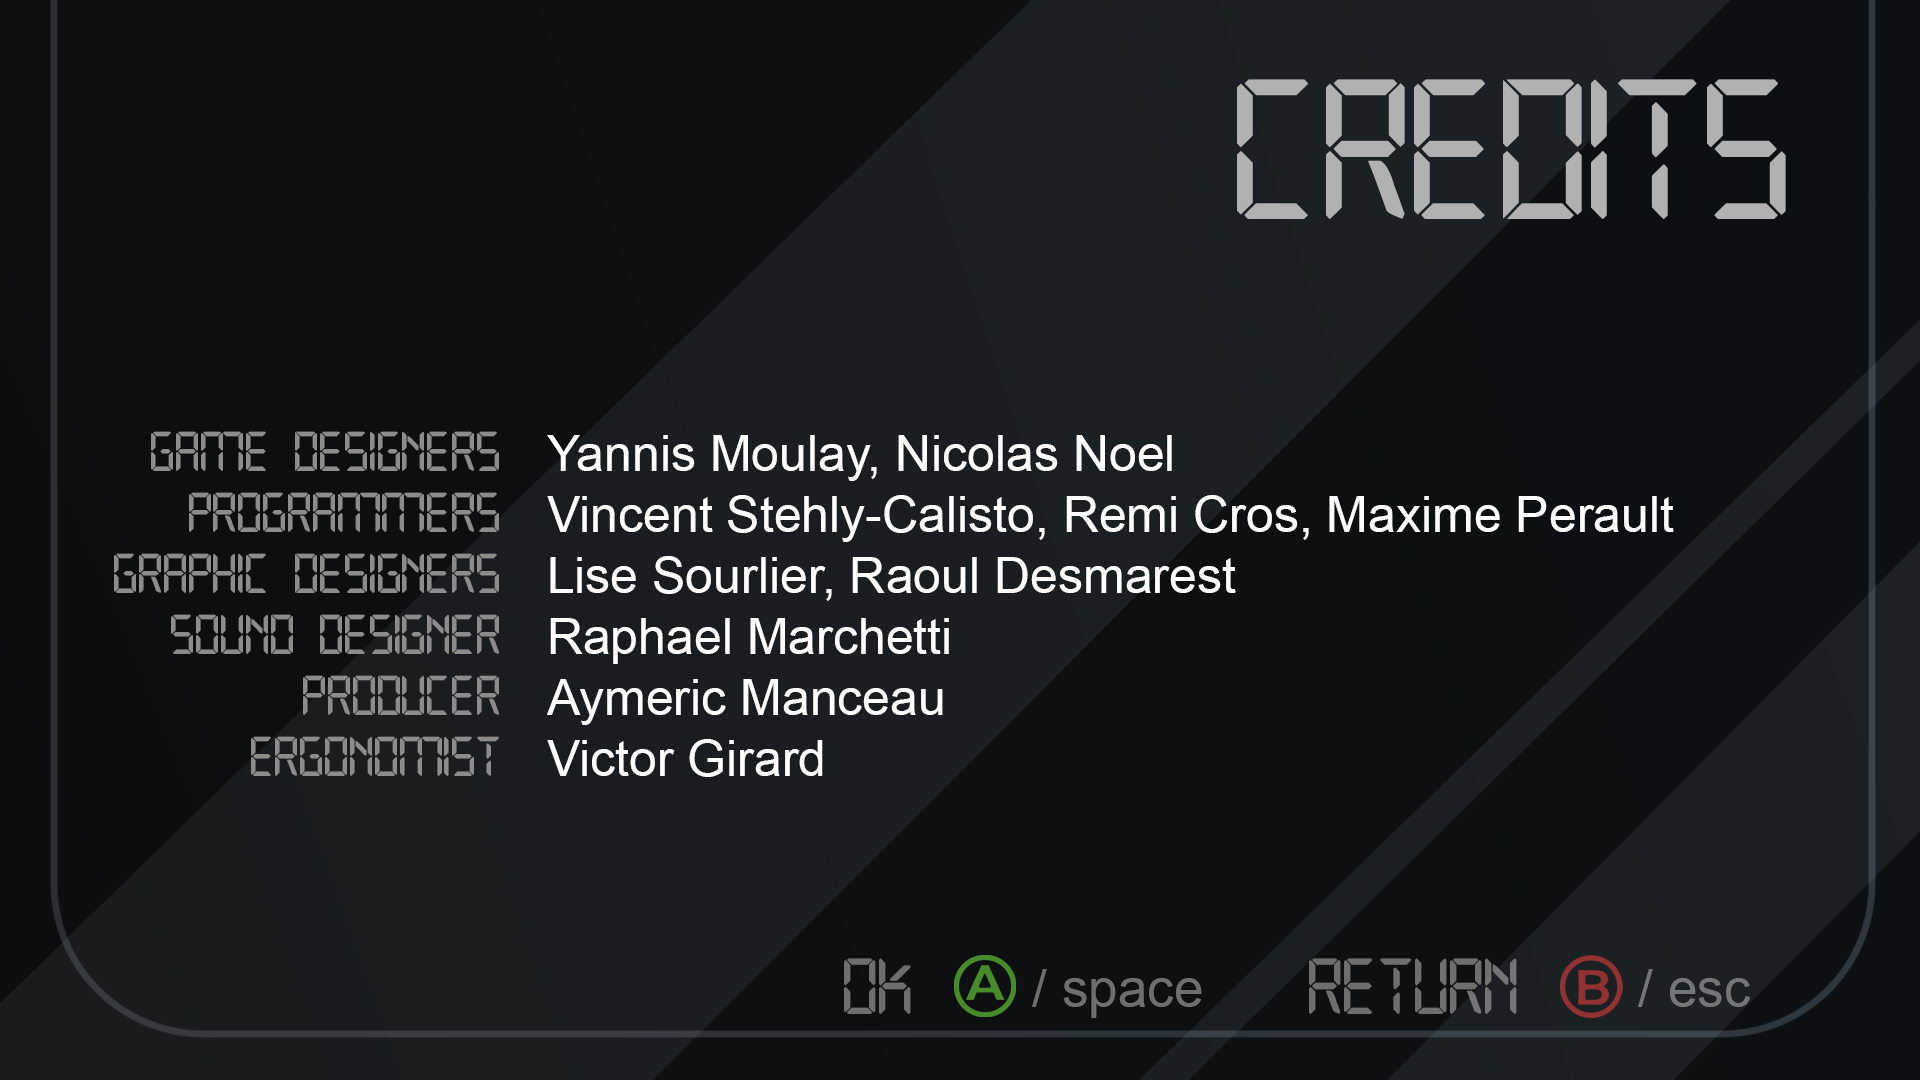 CREDITS
GAME DESIGNERS Yannis Moulay, Nicolas Noel
PROGRAMMERS Vincent Stehly-Calisto, Remi Cros, Maxime Perault
GRAPHIC DESIGNERS Lise Sourlier, Raoul Desmarest
SOUND DESIGNER Raphael Marchetti
PRODUCER Aymeric Manceau
ERGONOMIST Victor Girard
OK A / space RETURN B / esc